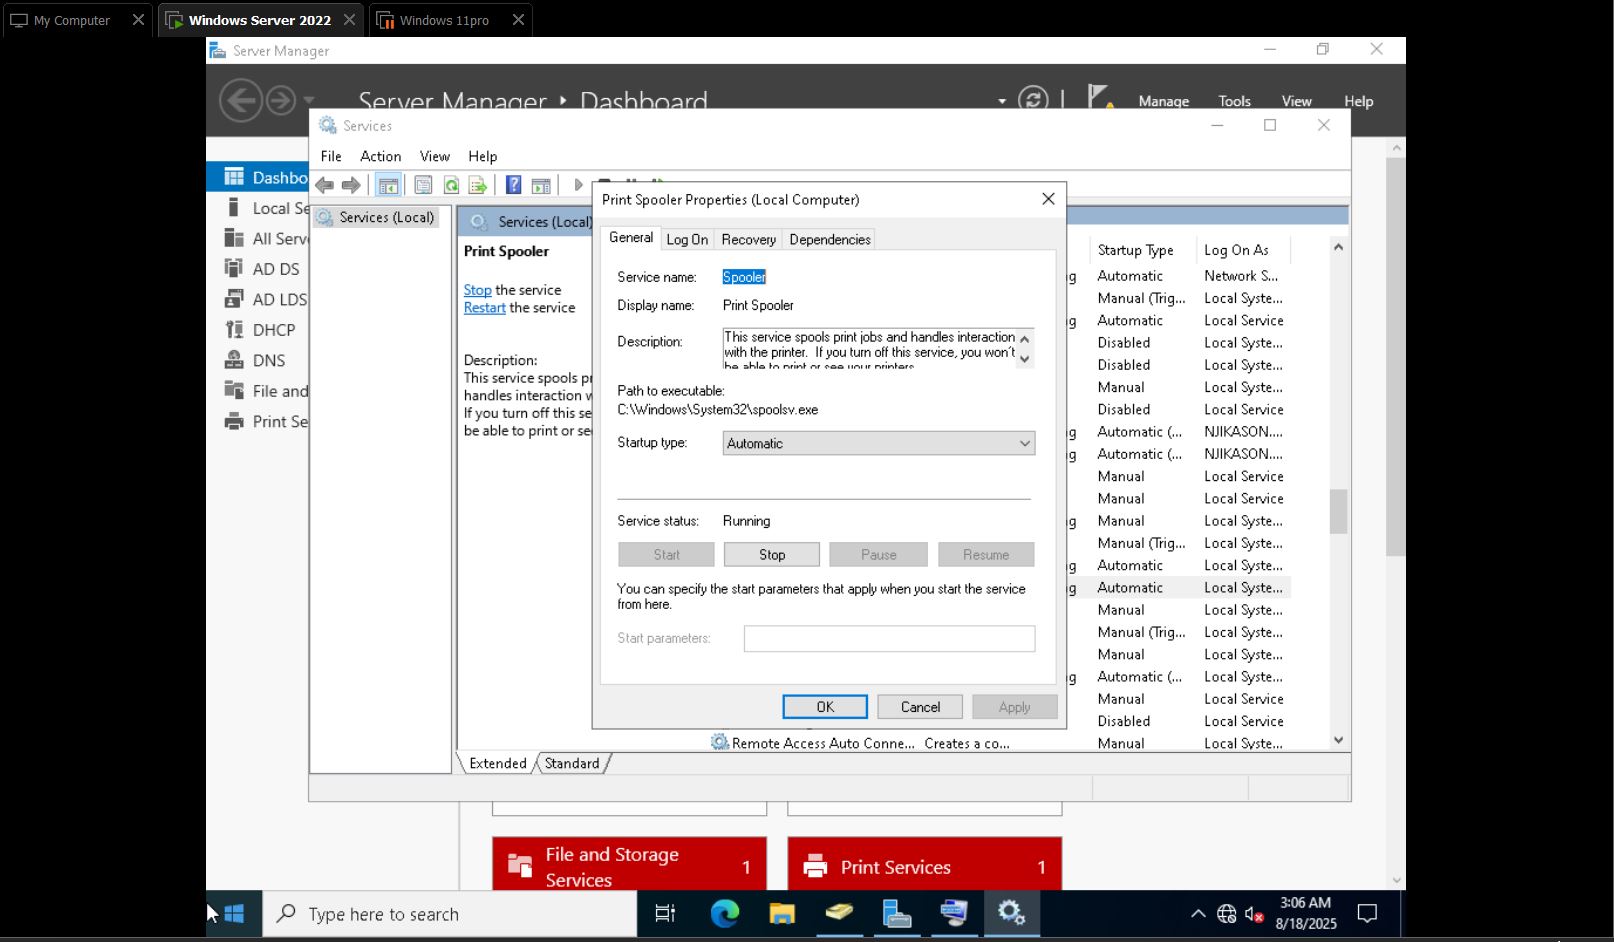 My Computer
Windows Server 2022
Windows 11pro
Server Manager
Server Manager Dashboard
Manage
Tools
View
Help
Services
File
Action
View
Help
Dashbo
Local Se
All Serv
AD DS
AD LDS
DHCP
DNS
File and
Print Se
Services (Local)
Services (Local)
Print Spooler
Stop the service
Restart the service
Description:
This service spools pr
handles interaction w
If you turn off this se
be able to print or se
Print Spooler Properties (Local Computer)
General
Log On
Recovery
Dependencies
Service name:
Spooler
Display name:
Print Spooler
Description:
This service spools print jobs and handles interaction
with the printer. If you turn off this service, you won't
be able to print or see your printers
Path to executable:
C:\Windows\System32\spoolsv.exe
Startup type:
Automatic
Service status:
Running
Start
Stop
Pause
Resume
You can specify the start parameters that apply when you start the service
from here.
Start parameters:
OK
Cancel
Apply
Startup Type
Log On As
g Automatic Network S...
Manual (Trig... Local Syste...
g Automatic Local Service
Disabled Local Syste...
Disabled Local Syste...
Manual Local Syste...
Disabled Local Service
g Automatic (... NJIKASON....
g Automatic (... NJIKASON....
Manual Local Service
Manual Local Service
g Manual Local Syste...
Manual (Trig... Local Syste...
g Automatic Local Syste...
g Automatic Local Syste...
Manual Local Syste...
Manual (Trig... Local Syste...
Manual Local Syste...
g Automatic (... Local Syste...
Manual Local Service
Disabled Local Service
Remote Access Auto Conne... Creates a co... Manual Local Syste...
Extended
Standard
File and Storage
Services
1
Print Services
1
Type here to search
3:06 AM
8/18/2025